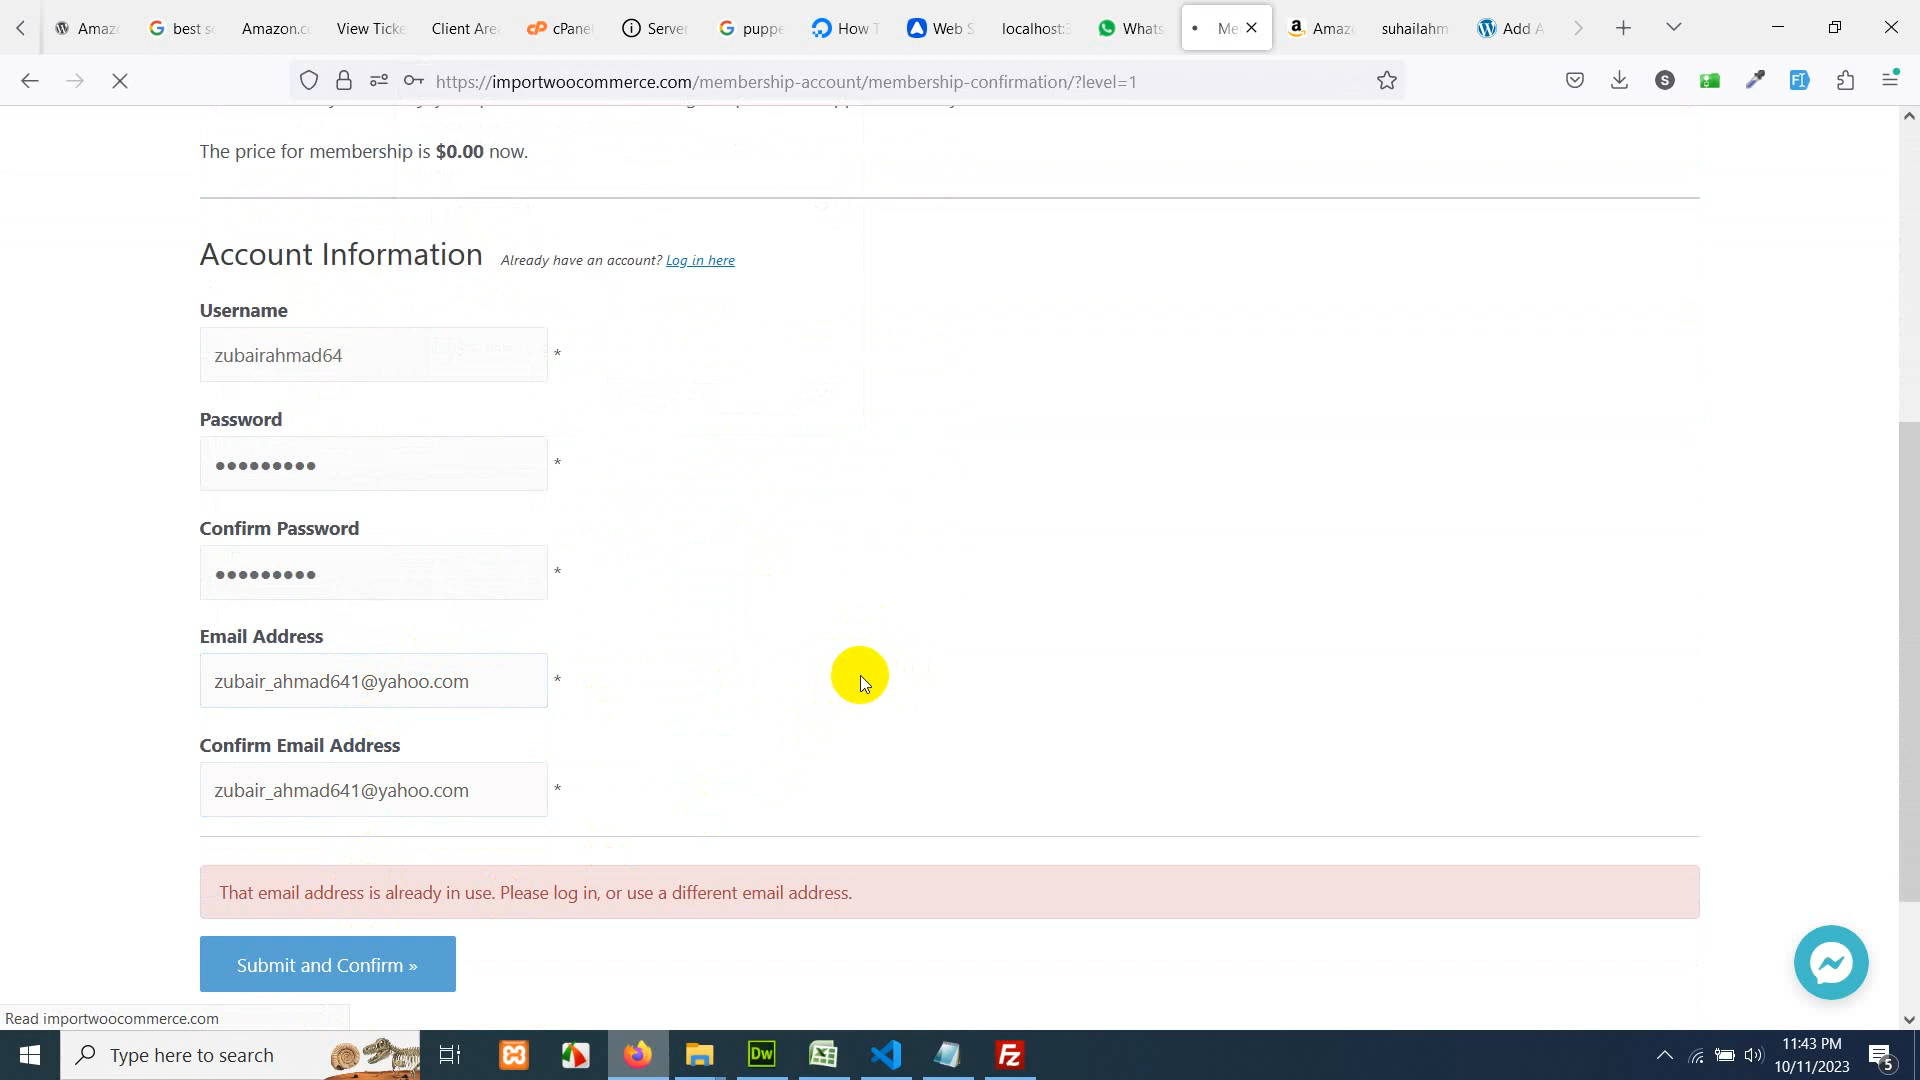 Amaz
best s
Amazon.c
View Ticke
Client Are
cPane
Server
puppe
How T
Web S
localhost:
Whats
Me
Amaz
suhailahm
Add A
https://importwoocommerce.com/membership-account/membership-confirmation/?level=1
The price for membership is $0.00 now.
Account Information Already have an account? Log in here
Username
zubairahmad64 *
Password
●●●●●●●●● *
Confirm Password
●●●●●●●●● *
Email Address
zubair_ahmad641@yahoo.com *
Confirm Email Address
zubair_ahmad641@yahoo.com *
That email address is already in use. Please log in, or use a different email address.
Submit and Confirm »
Read importwoocommerce.com
Type here to search
Dw
Fz
11:43 PM
10/11/2023
5